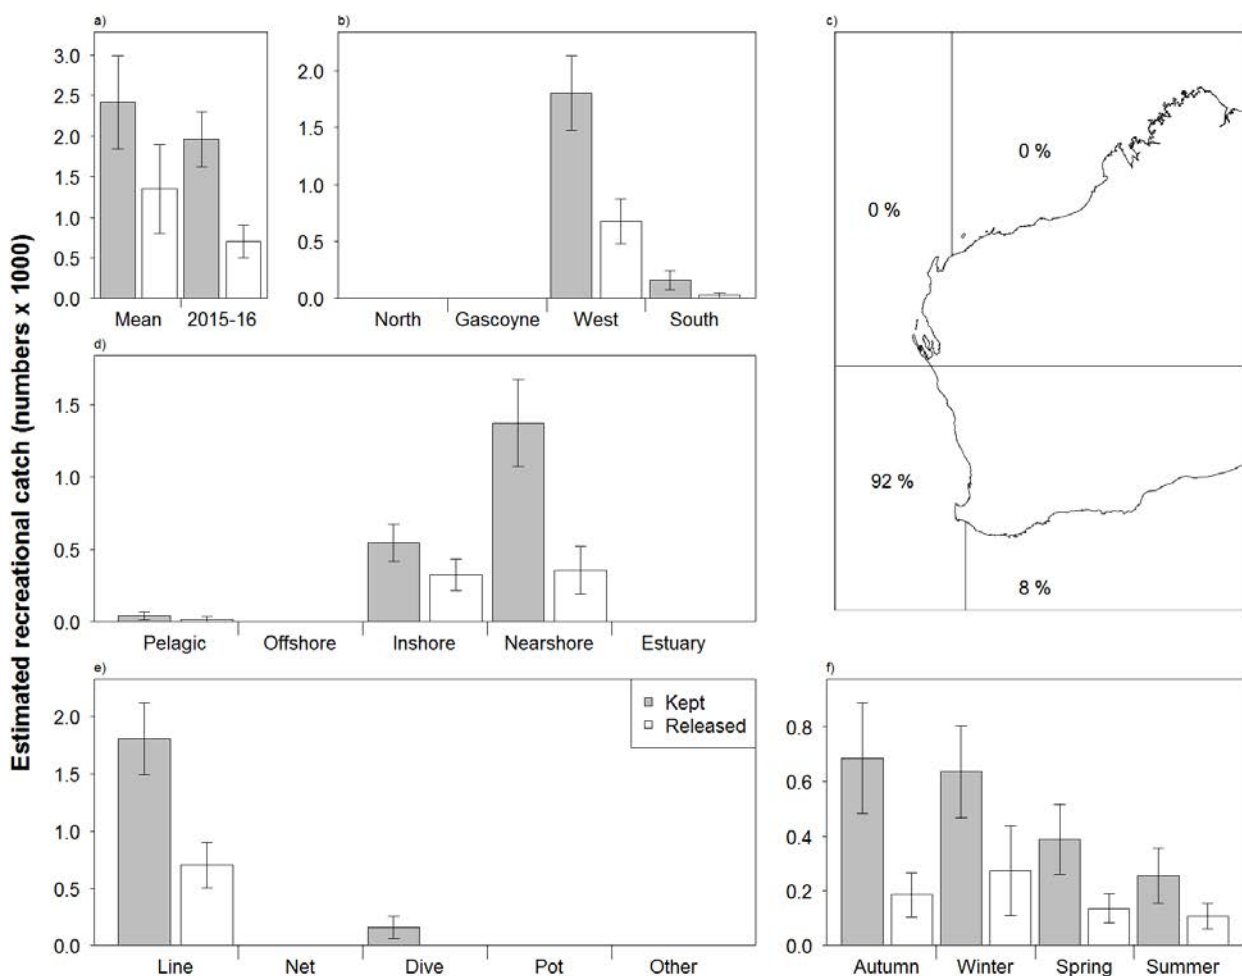 Estimated recreational catch (numbers x 1000)
a)
3.0
2.5
2.0
1.5
1.0
0.5
0.0
Mean 2015-16
b)
2.0
1.5
1.0
0.5
0.0
North Gascoyne West South
c)
0 %
0 %
92 %
8 %
d)
1.5
1.0
0.5
0.0
Pelagic Offshore Inshore Nearshore Estuary
e)
2.0
1.5
1.0
0.5
0.0
Kept
Released
Line Net Dive Pot Other
f)
0.8
0.6
0.4
0.2
0.0
Autumn Winter Spring Summer